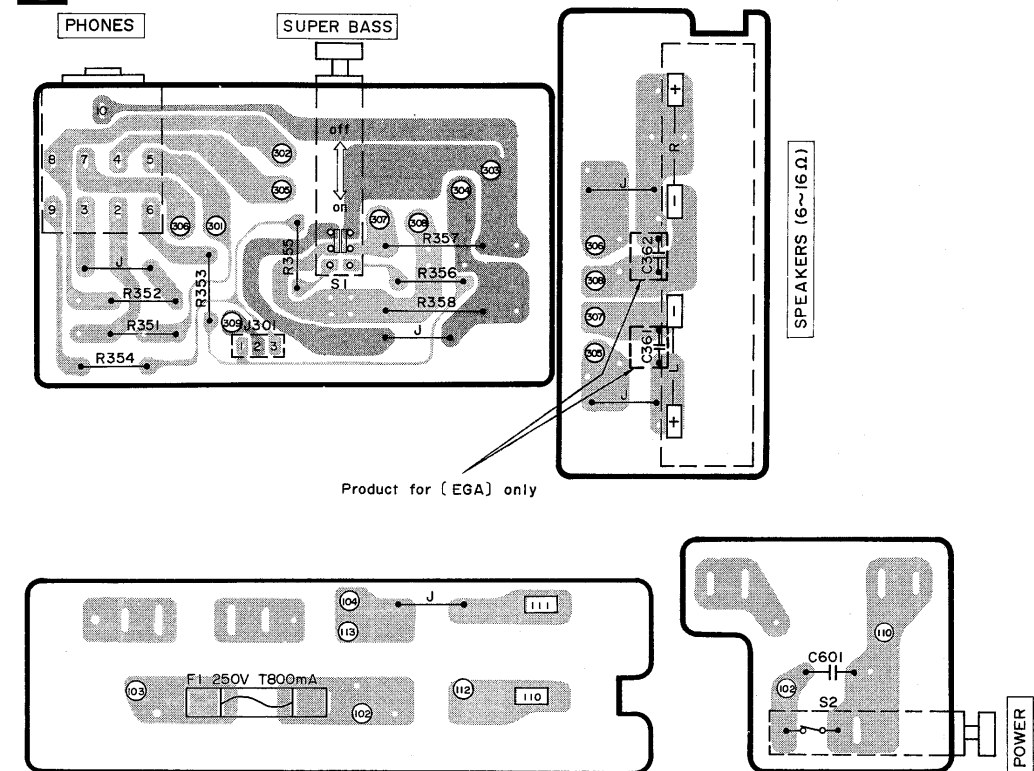 PHONES
SUPER BASS
10
off
8 7 4 5
302
303
305
304
on
9 3 2 6
306
301
307
308
R357
R355
J
R353
R356
S1
R352
R358
309
J301
R351
1 2 3
J
R354
+
R
J
−
306
C362
308
307
−
C361
305
L
J
+
SPEAKERS (6~16Ω)
Product for [EGA] only
104
J
111
113
F1 250V T800mA
103
102
112
110
110
C601
102
S2
POWER